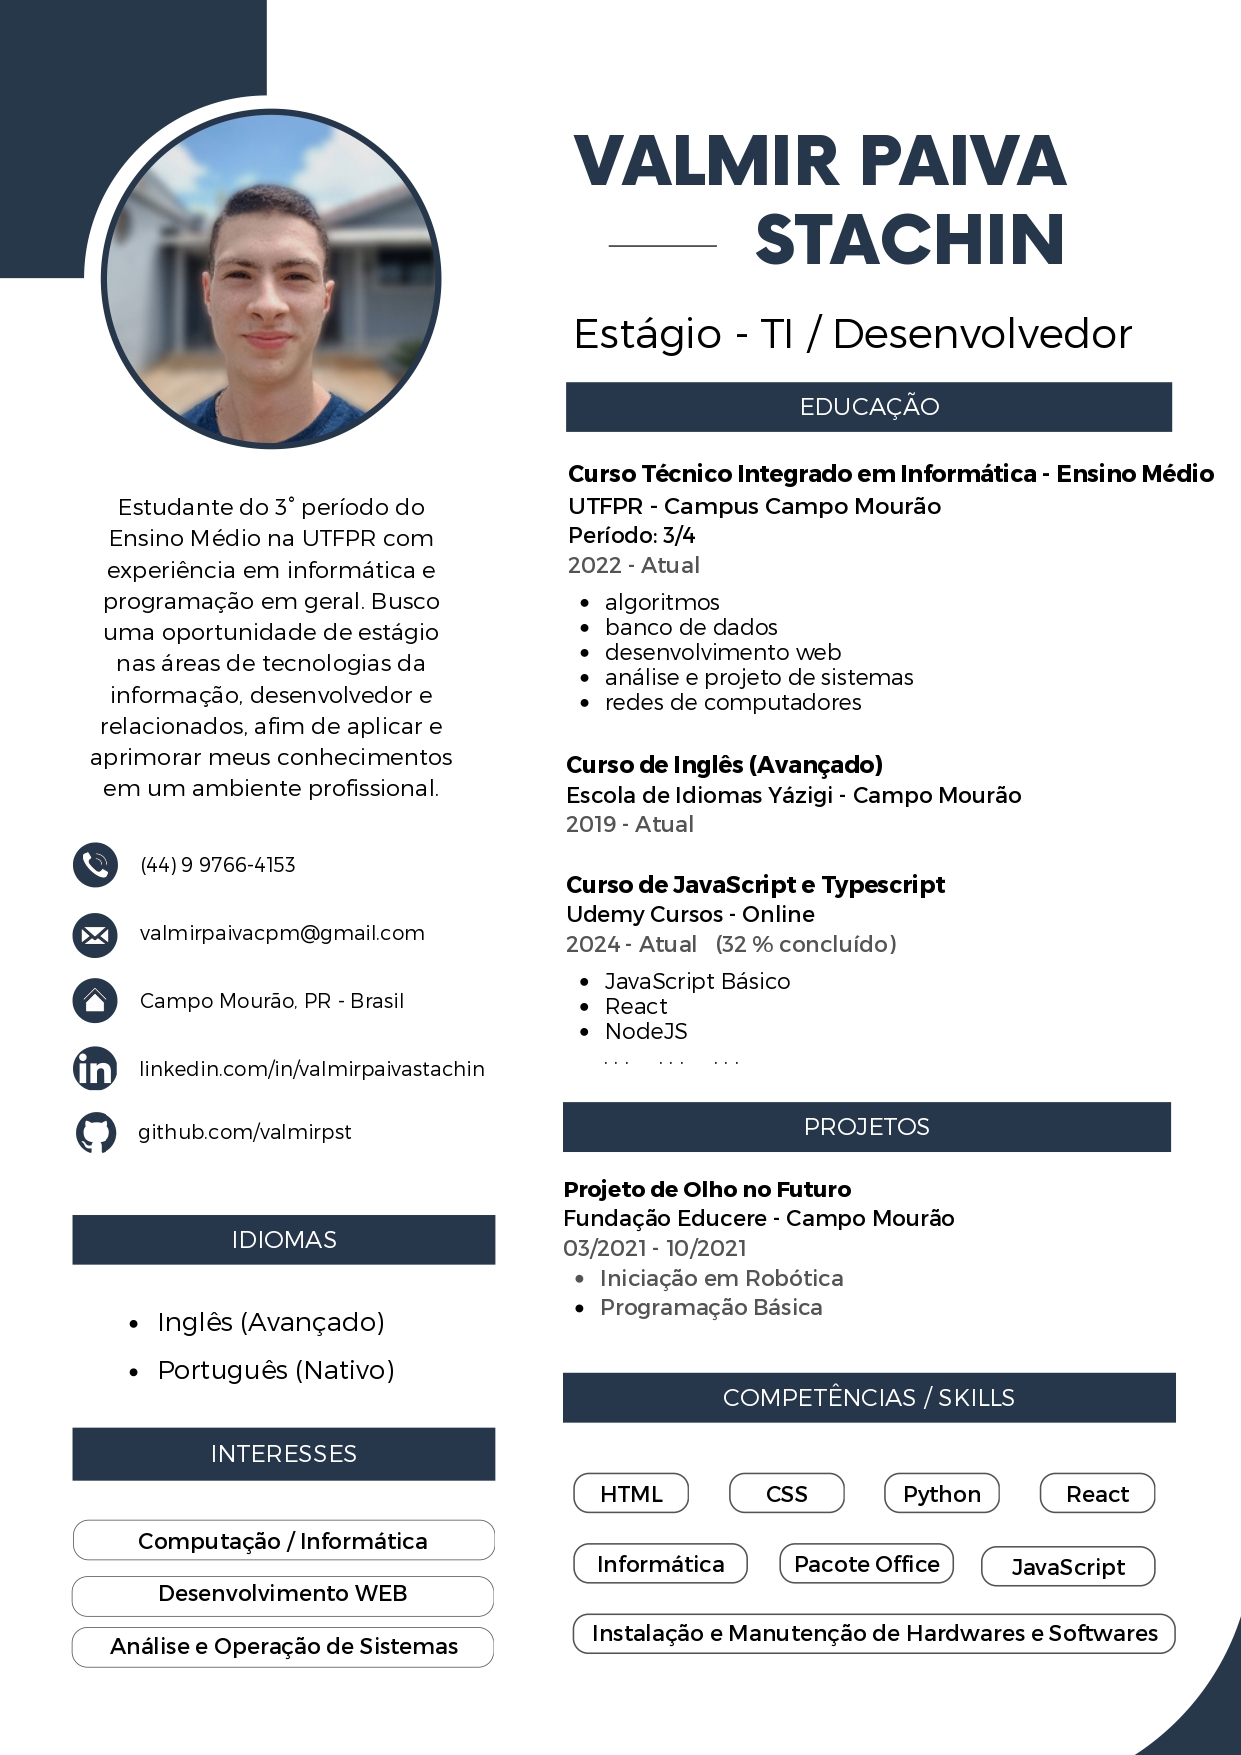 VALMIR PAIVA
STACHIN
Estágio - TI / Desenvolvedor
Estudante do 3° período do
Ensino Médio na UTFPR com
experiência em informática e
programação em geral. Busco
uma oportunidade de estágio
nas áreas de tecnologias da
informação, desenvolvedor e
relacionados, afim de aplicar e
aprimorar meus conhecimentos
em um ambiente profissional.
(44) 9 9766-4153
valmirpaivacpm@gmail.com
Campo Mourão, PR - Brasil
linkedin.com/in/valmirpaivastachin
github.com/valmirpst
IDIOMAS
• Inglês (Avançado)
• Português (Nativo)
INTERESSES
Computação / Informática
Desenvolvimento WEB
Análise e Operação de Sistemas
EDUCAÇÃO
Curso Técnico Integrado em Informática - Ensino Médio
UTFPR - Campus Campo Mourão
Período: 3/4
2022 - Atual
• algoritmos
• banco de dados
• desenvolvimento web
• análise e projeto de sistemas
• redes de computadores
Curso de Inglês (Avançado)
Escola de Idiomas Yázigi - Campo Mourão
2019 - Atual
Curso de JavaScript e Typescript
Udemy Cursos - Online
2024 - Atual (32 % concluído)
• JavaScript Básico
• React
• NodeJS
... ... ...
PROJETOS
Projeto de Olho no Futuro
Fundação Educere - Campo Mourão
03/2021 - 10/2021
• Iniciação em Robótica
• Programação Básica
COMPETÊNCIAS / SKILLS
HTML CSS Python React
Informática Pacote Office JavaScript
Instalação e Manutenção de Hardwares e Softwares